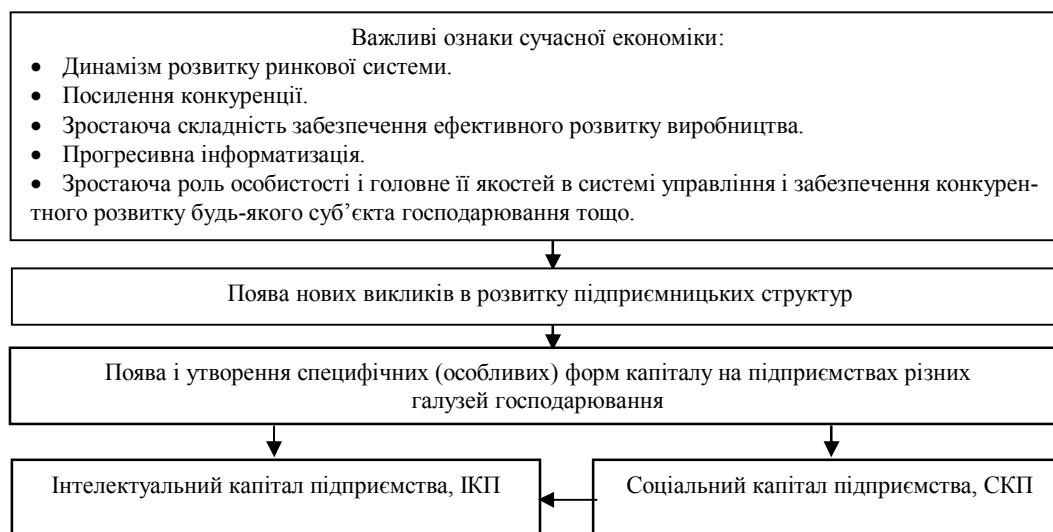 Важливі ознаки сучасної економіки:
• Динамізм розвитку ринкової системи.
• Посилення конкуренції.
• Зростаюча складність забезпечення ефективного розвитку виробництва.
• Прогресивна інформатизація.
• Зростаюча роль особистості і головне її якостей в системі управління і забезпечення конкурен-
тного розвитку будь-якого суб’єкта господарювання тощо.
Поява нових викликів в розвитку підприємницьких структур
Поява і утворення специфічних (особливих) форм капіталу на підприємствах різних
галузей господарювання
Інтелектуальний капітал підприємства, ІКП
Соціальний капітал підприємства, СКП